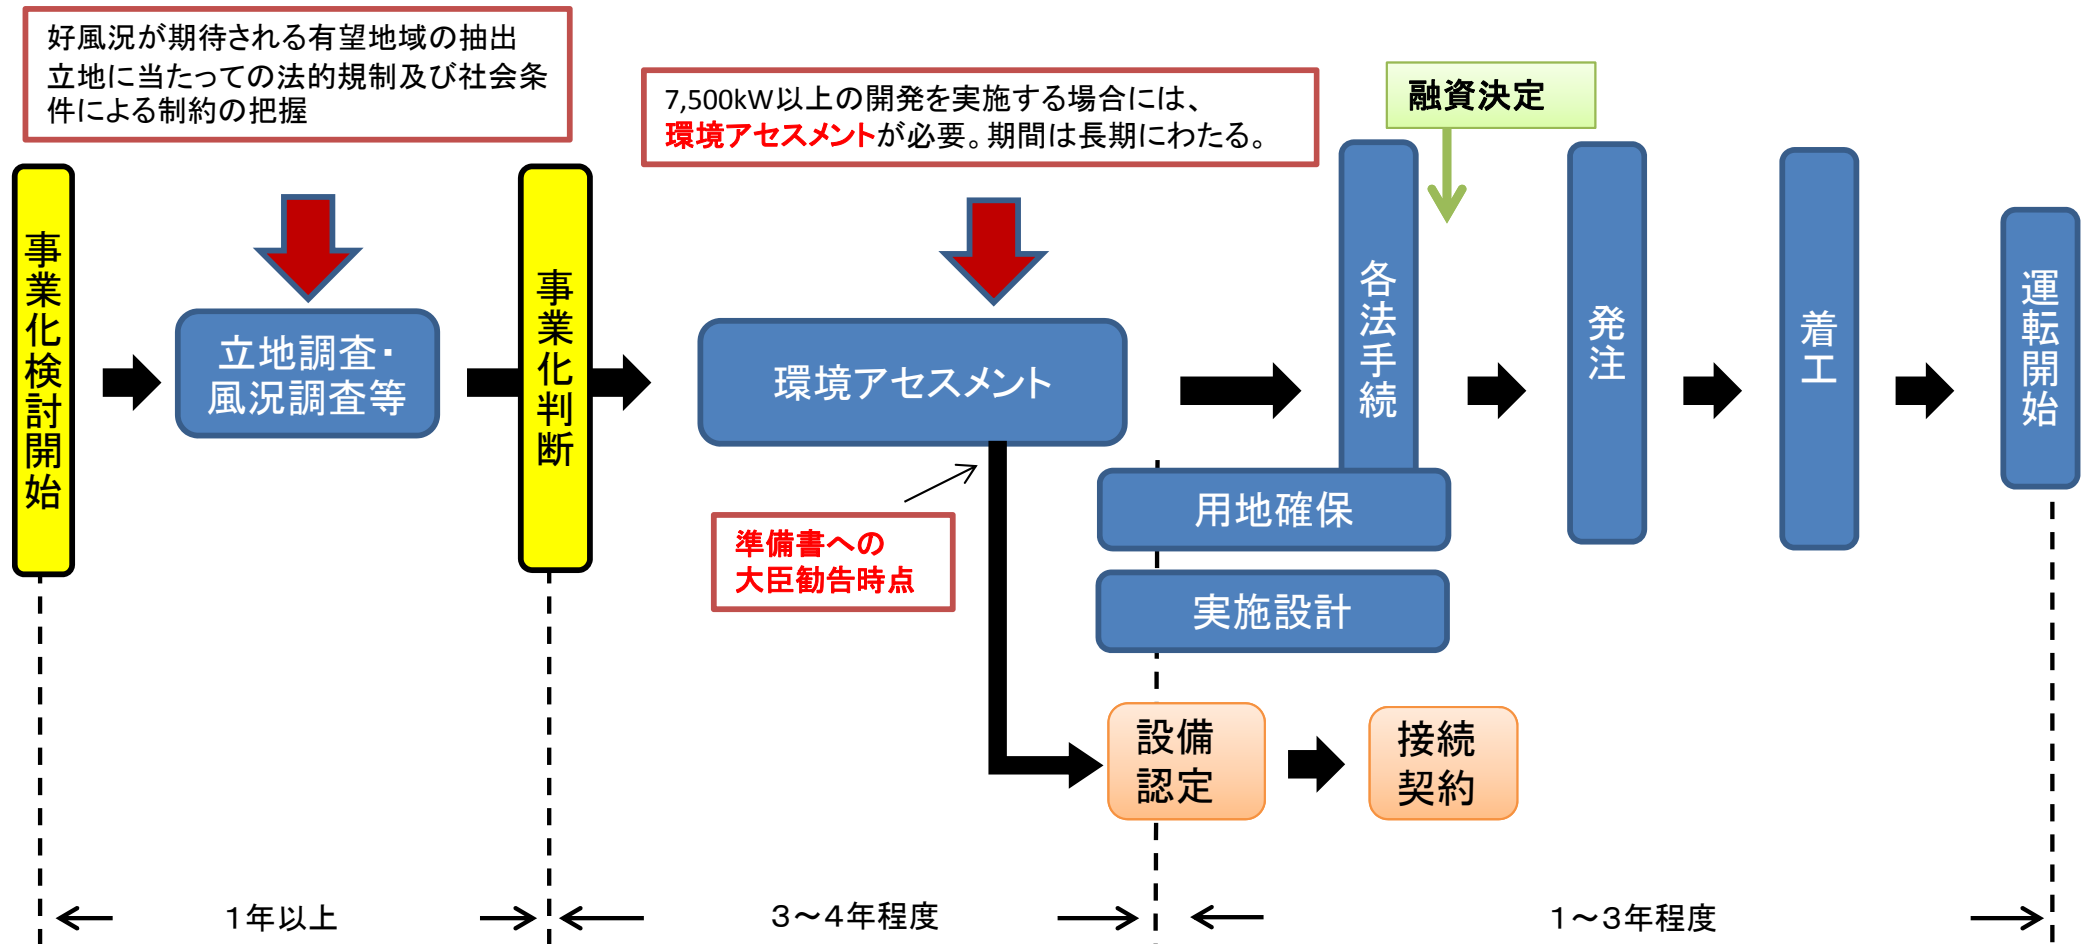 好風況が期待される有望地域の抽出
立地に当たっての法的規制及び社会条
件による制約の把握
7,500kW以上の開発を実施する場合には、
環境アセスメントが必要。期間は長期にわたる。
融資決定
事業化検討開始
立地調査・
風況調査等
事業化判断
環境アセスメント
各法手続
発注
着工
運転開始
用地確保
準備書への
大臣勧告時点
実施設計
設備
認定
接続
契約
1年以上
3～4年程度
1～3年程度